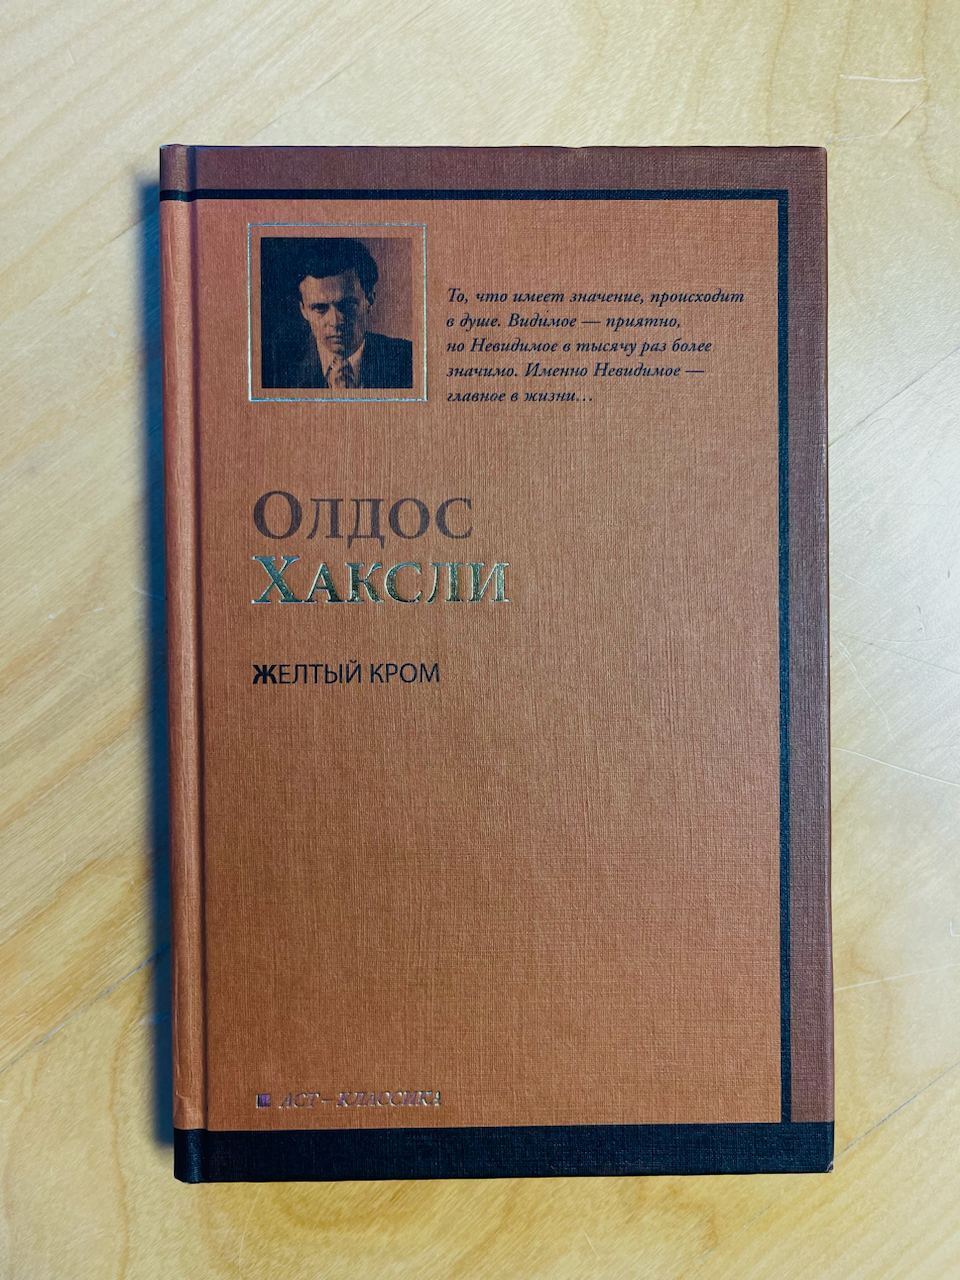 То, что имеет значение, происходит
в душе. Видимое — приятно,
но Невидимое в тысячу раз более
значимо. Именно Невидимое —
главное в жизни...
Олдос
Хаксли
ЖЕЛТЫЙ КРОМ
АСТ – КЛАССИКА